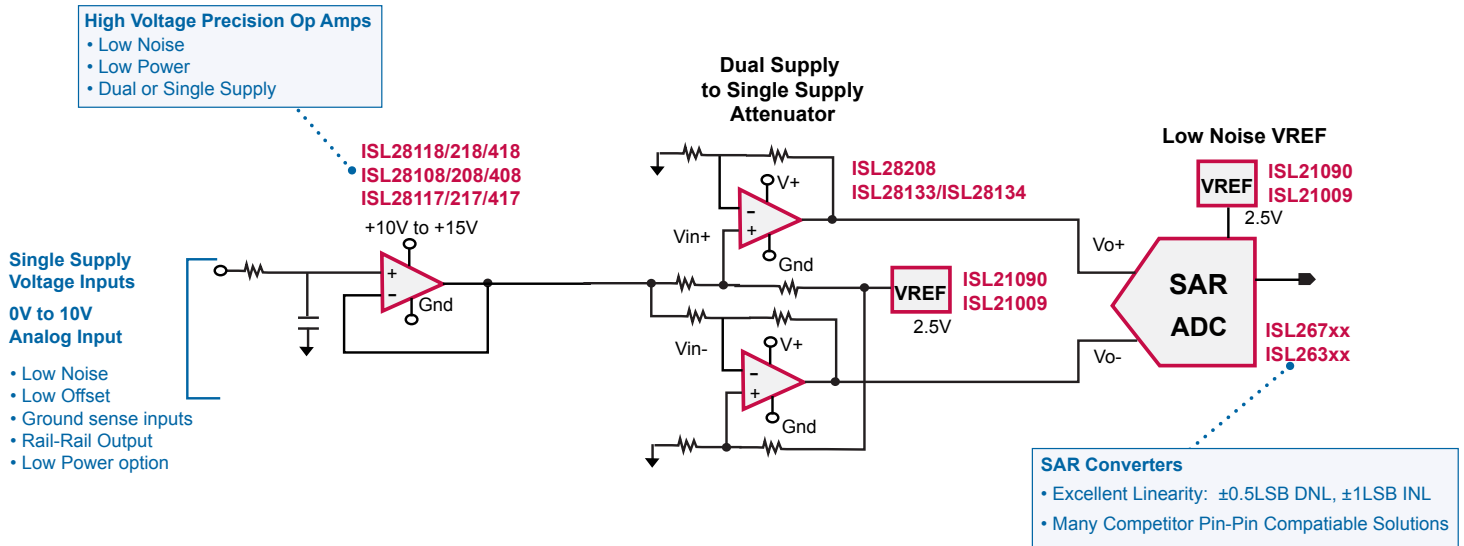 High Voltage Precision Op Amps
• Low Noise
• Low Power
• Dual or Single Supply
Dual Supply
to Single Supply
Attenuator
Low Noise VREF
ISL28118/218/418
ISL28108/208/408
ISL28117/217/417
+10V to +15V
ISL28208
ISL28133/ISL28134
VREF
ISL21090
ISL21009
2.5V
V+
-
+
Gnd
Vin+
Single Supply
Voltage Inputs
0V to 10V
Analog Input
• Low Noise
• Low Offset
• Ground sense inputs
• Rail-Rail Output
• Low Power option
+
-
Gnd
VREF
ISL21090
ISL21009
2.5V
Vin-
V+
-
+
Gnd
Vo+
Vo-
SAR
ADC
ISL267xx
ISL263xx
SAR Converters
• Excellent Linearity: ±0.5LSB DNL, ±1LSB INL
• Many Competitor Pin-Pin Compatiable Solutions